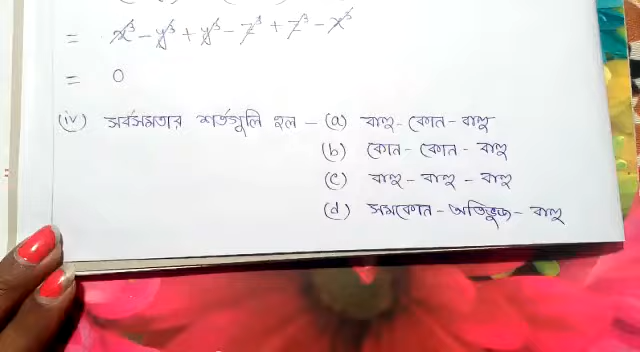 = x³ - y³ + y³ - z³ + z³ - x³
= 0
(iv) সর্বসমতার শর্তগুলি হল – (a) বাহু - কোন - বাহু
(b) কোন - কোন - বাহু
(c) বাহু - বাহু - বাহু
(d) সমকোন - অতিভুজ - বাহু